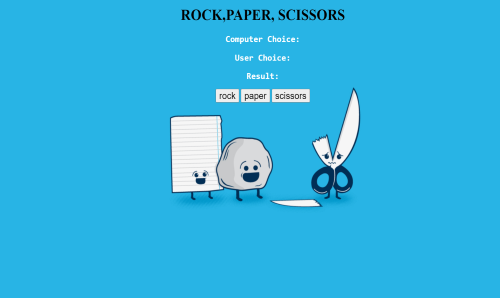 ROCK,PAPER, SCISSORS
Computer Choice:
User Choice:
Result:
rock paper scissors